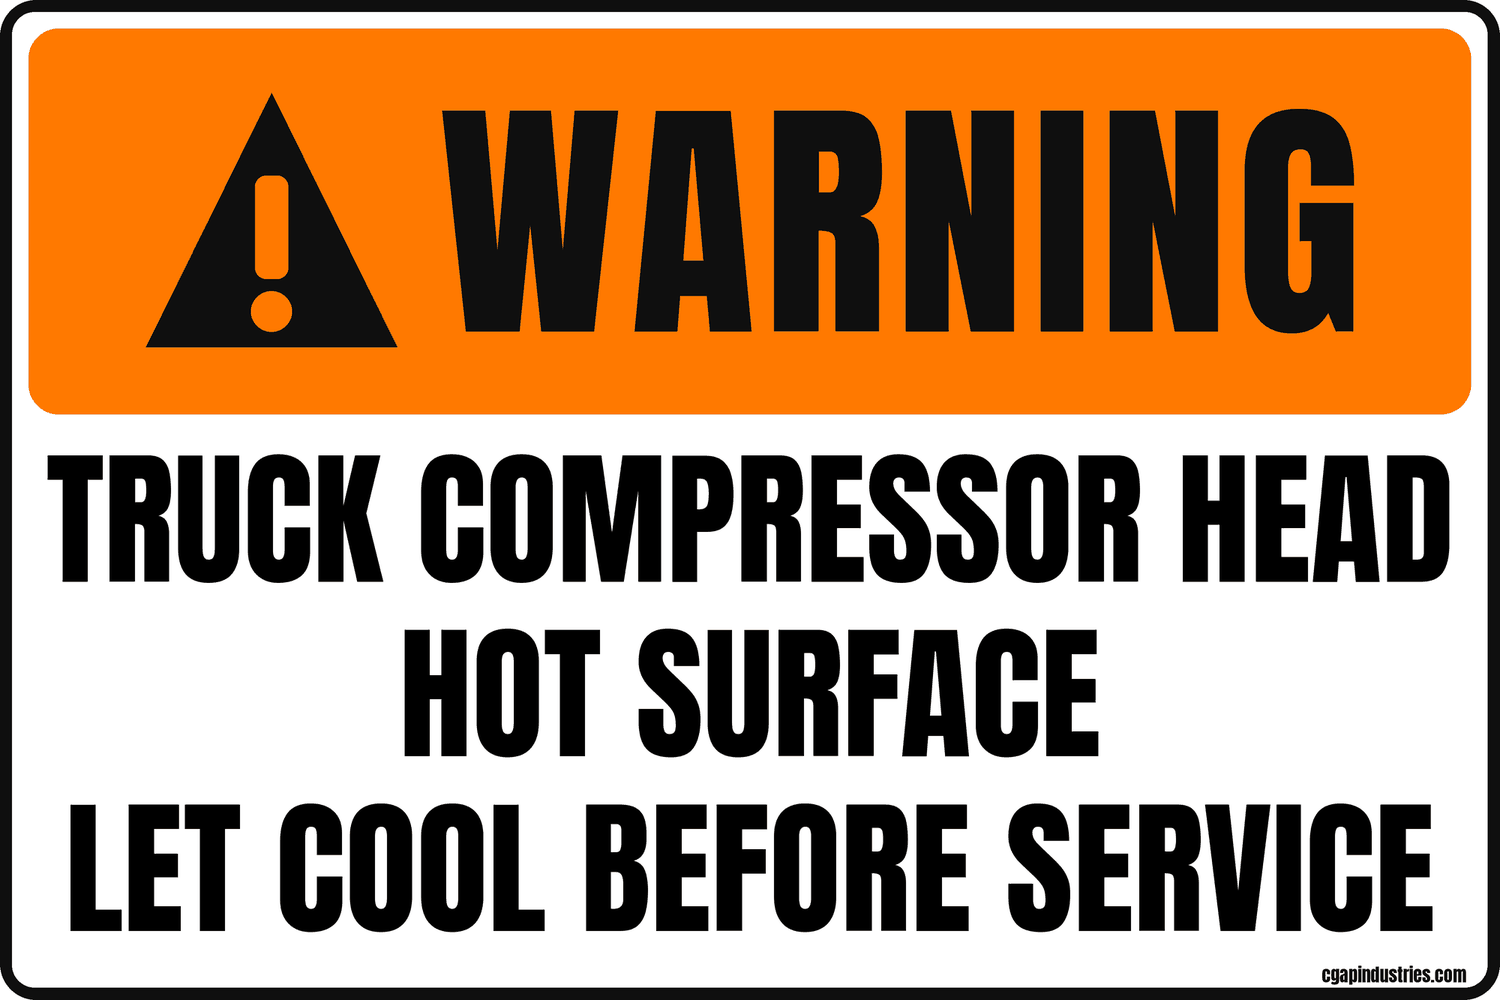 WARNING
TRUCK COMPRESSOR HEAD
HOT SURFACE
LET COOL BEFORE SERVICE
cgapindustries.com